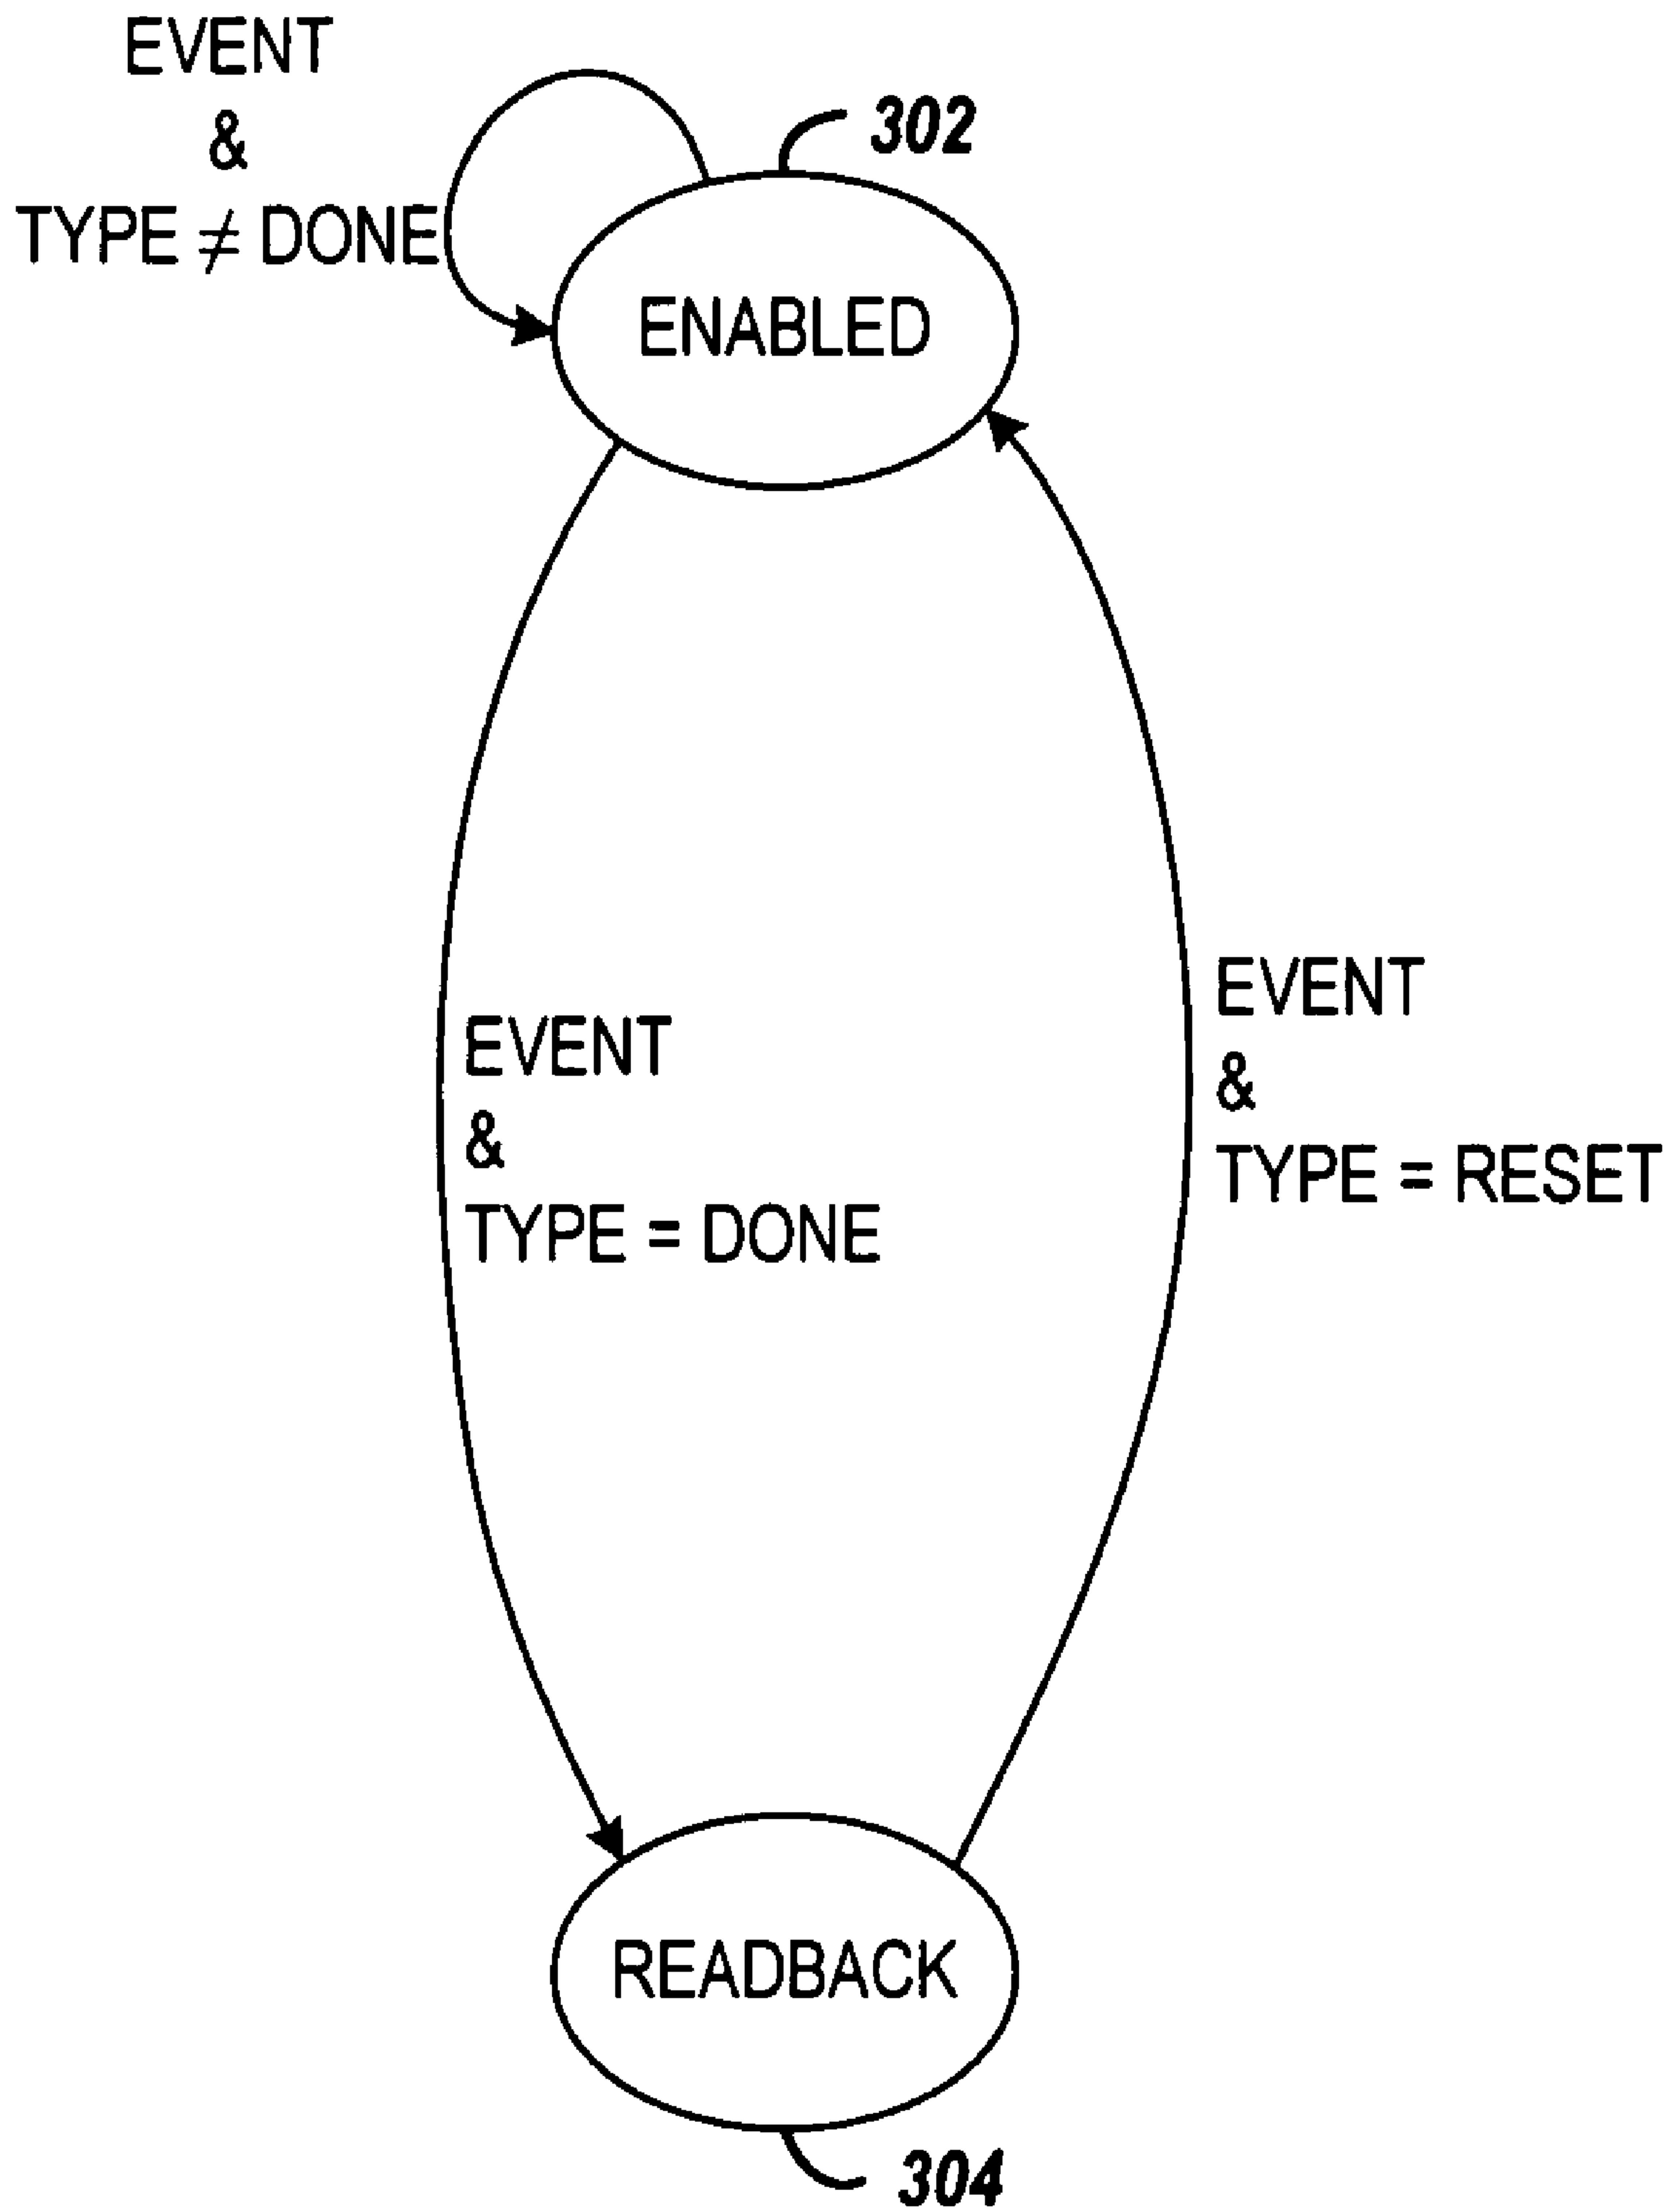 EVENT
&
TYPE ≠ DONE
302
ENABLED
EVENT
&
TYPE = DONE
EVENT
&
TYPE = RESET
READBACK
304